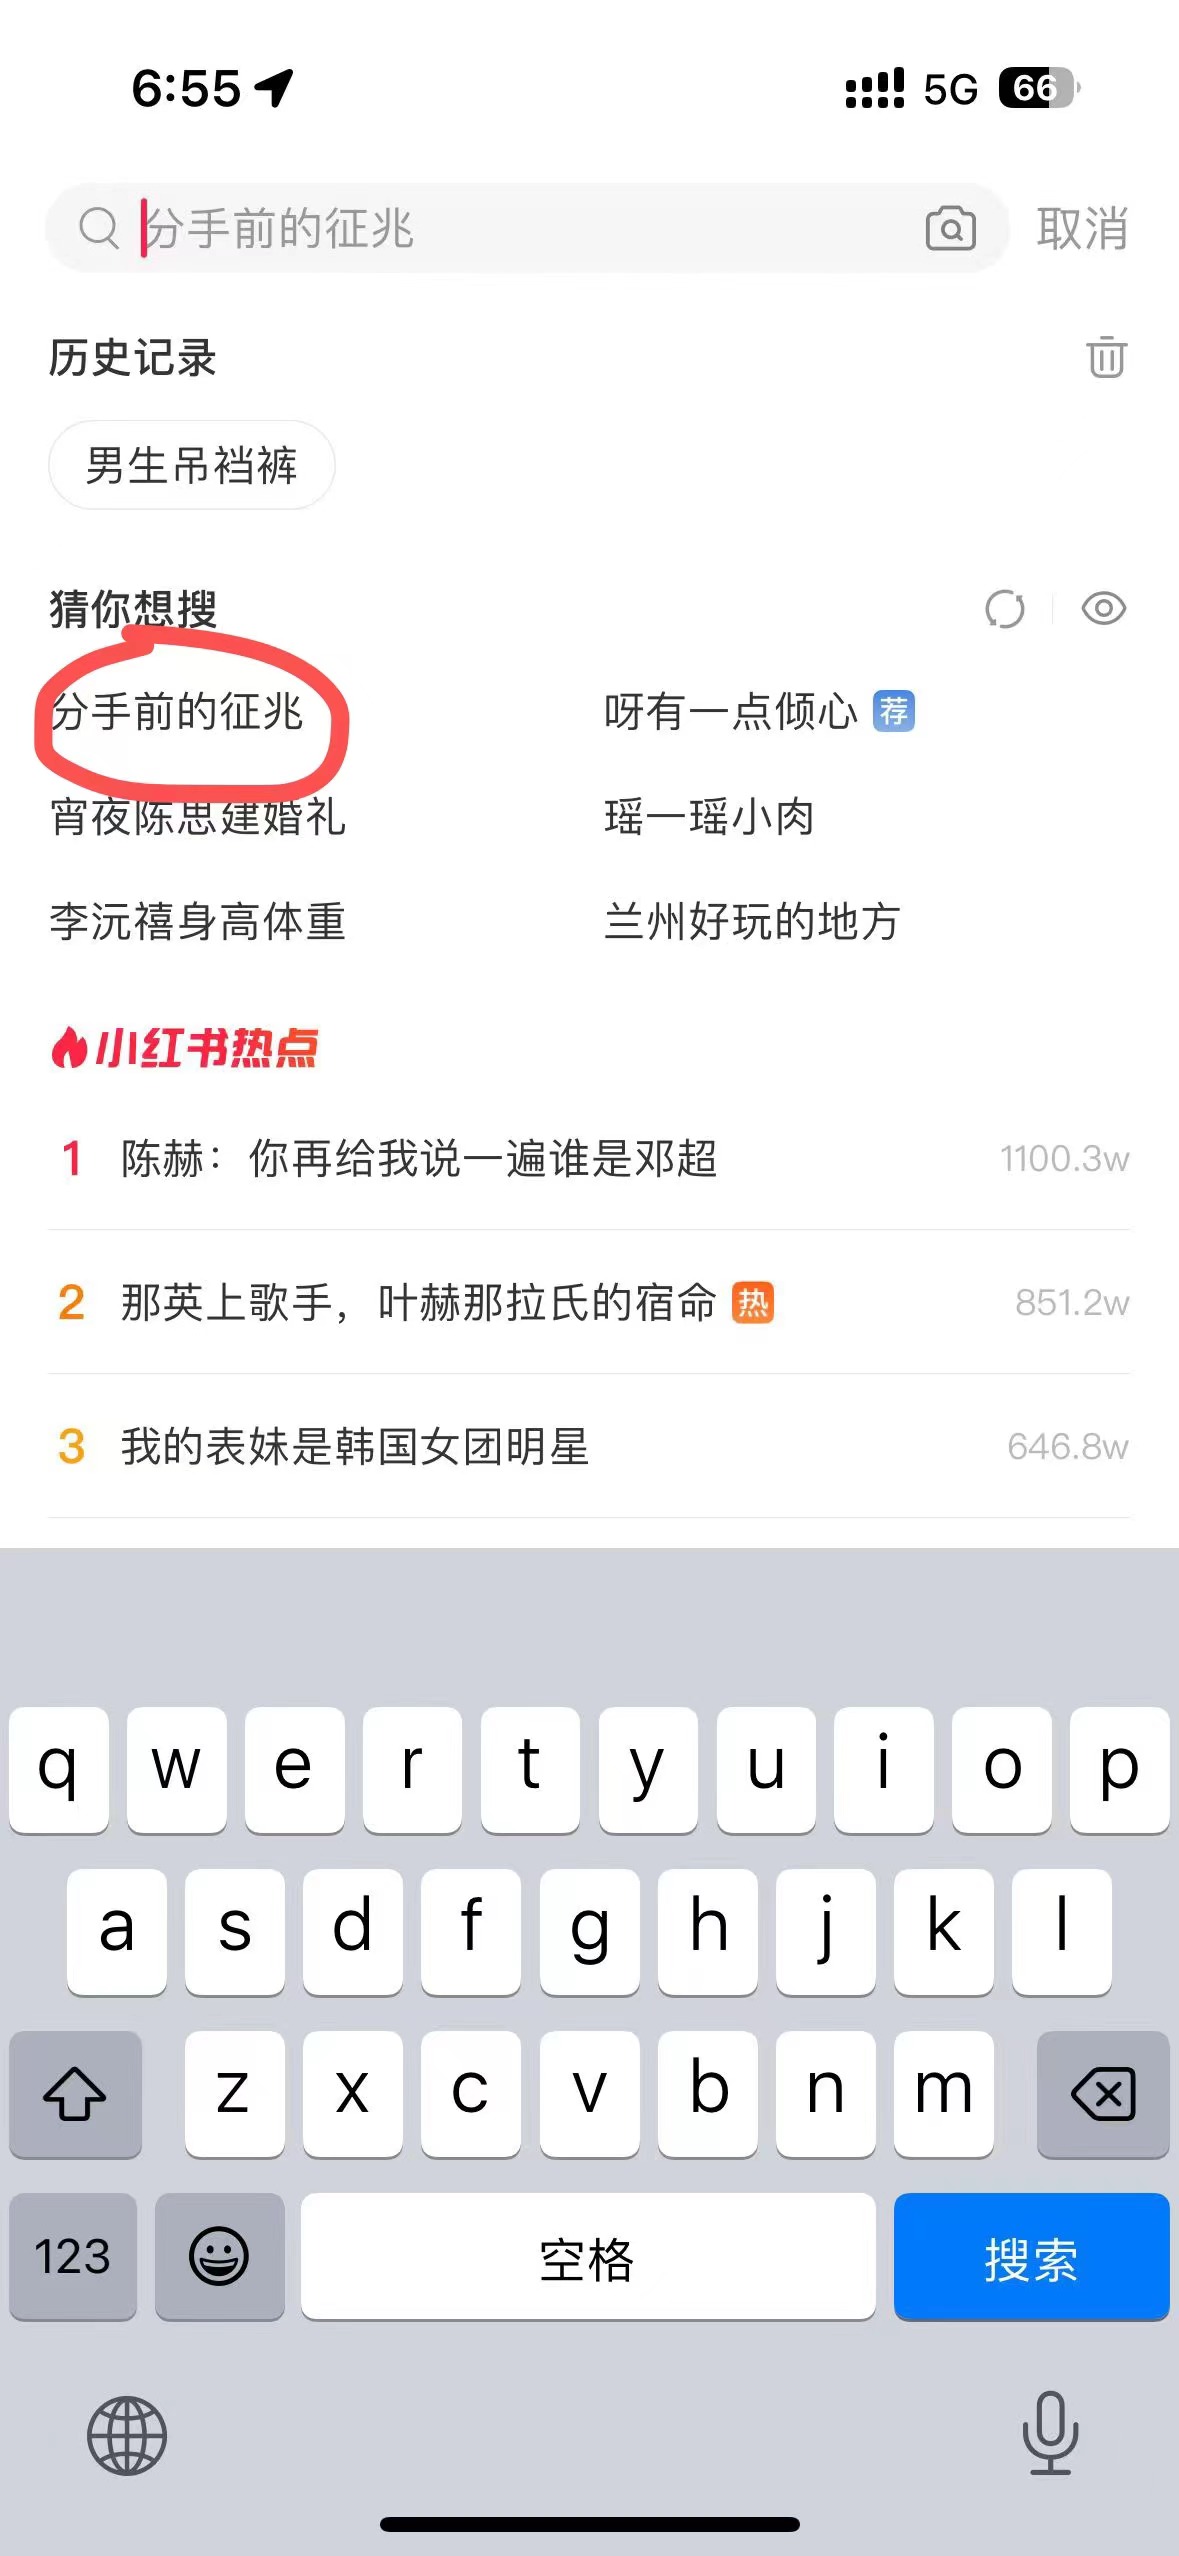 6:55 5G 66
分手前的征兆 取消
历史记录
男生吊裆裤
猜你想搜
分手前的征兆 呀有一点倾心 荐
宵夜陈思建婚礼 瑶一瑶小肉
李沅禧身高体重 兰州好玩的地方
小红书热点
1 陈赫：你再给我说一遍谁是邓超 1100.3w
2 那英上歌手，叶赫那拉氏的宿命 热 851.2w
3 我的表妹是韩国女团明星 646.8w
q w e r t y u i o p
a s d f g h j k l
z x c v b n m
123 空格 搜索